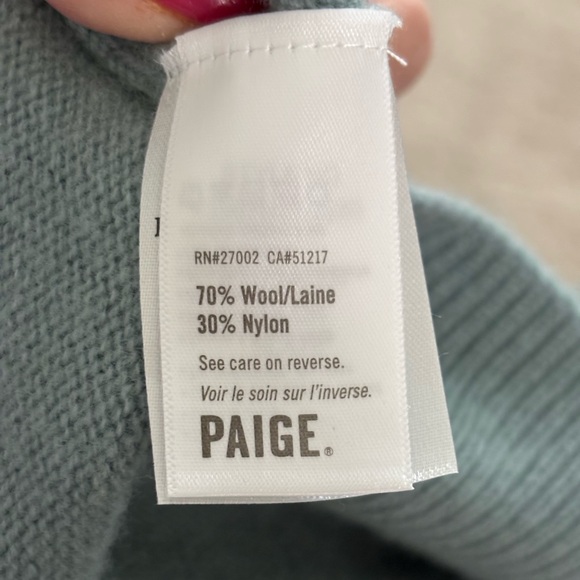 RN#27002 CA#51217
70% Wool/Laine
30% Nylon
See care on reverse.
Voir le soin sur l'inverse.
PAIGE®